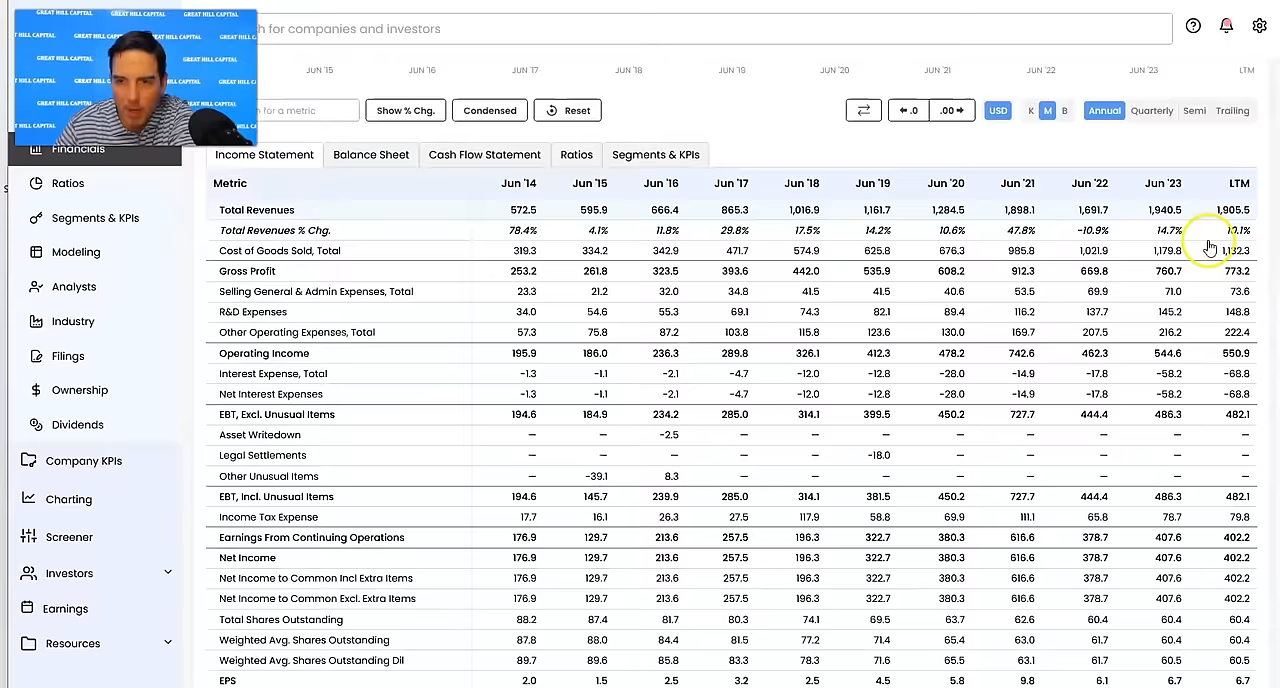 GREAT HILL CAPITAL GREAT HILL CAPITAL GREAT HILL CAPITAL
h for companies and investors
JUN '15 JUN '16 JUN '17 JUN '18 JUN '19 JUN '20 JUN '21 JUN '22 JUN '23 LTM
for a metric Show % Chg. Condensed Reset .0 .00 USD K M B Annual Quarterly Semi Trailing
Financials
Ratios
Segments & KPIs
Modeling
Analysts
Industry
Filings
Ownership
Dividends
Company KPIs
Charting
Screener
Investors
Earnings
Resources
Income Statement Balance Sheet Cash Flow Statement Ratios Segments & KPIs
Metric Jun '14 Jun '15 Jun '16 Jun '17 Jun '18 Jun '19 Jun '20 Jun '21 Jun '22 Jun '23 LTM
Total Revenues 572.5 595.9 666.4 865.3 1,016.9 1,161.7 1,284.5 1,898.1 1,691.7 1,940.5 1,905.5
Total Revenues % Chg. 78.4% 4.1% 11.8% 29.8% 17.5% 14.2% 10.6% 47.8% -10.9% 14.7%
Cost of Goods Sold, Total 319.3 334.2 342.9 471.7 574.9 625.8 676.3 985.8 1,021.9 1,179.8 1,132.3
Gross Profit 253.2 261.8 323.5 393.6 442.0 535.9 608.2 912.3 669.8 760.7 773.2
Selling General & Admin Expenses, Total 23.3 21.2 32.0 34.8 41.5 41.5 40.6 53.5 69.9 71.0 73.6
R&D Expenses 34.0 54.6 55.3 69.1 74.3 82.1 89.4 116.2 137.7 145.2 148.8
Other Operating Expenses, Total 57.3 75.8 87.2 103.8 115.8 123.6 130.0 169.7 207.5 216.2 222.4
Operating Income 195.9 186.0 236.3 289.8 326.1 412.3 478.2 742.6 462.3 544.6 550.9
Interest Expense, Total -1.3 -1.1 -2.1 -4.7 -12.0 -12.8 -28.0 -14.9 -17.8 -58.2 -68.8
Net Interest Expenses -1.3 -1.1 -2.1 -4.7 -12.0 -12.8 -28.0 -14.9 -17.8 -58.2 -68.8
EBT, Excl. Unusual Items 194.6 184.9 234.2 285.0 314.1 399.5 450.2 727.7 444.4 486.3 482.1
Asset Writedown – – -2.5 – – – – – – – –
Legal Settlements – – – – – -18.0 – – – – –
Other Unusual Items – -39.1 8.3 – – – – – – – –
EBT, Incl. Unusual Items 194.6 145.7 239.9 285.0 314.1 381.5 450.2 727.7 444.4 486.3 482.1
Income Tax Expense 17.7 16.1 26.3 27.5 117.9 58.8 69.9 111.1 65.8 78.7 79.8
Earnings From Continuing Operations 176.9 129.7 213.6 257.5 196.3 322.7 380.3 616.6 378.7 407.6 402.2
Net Income 176.9 129.7 213.6 257.5 196.3 322.7 380.3 616.6 378.7 407.6 402.2
Net Income to Common Incl Extra Items 176.9 129.7 213.6 257.5 196.3 322.7 380.3 616.6 378.7 407.6 402.2
Net Income to Common Excl. Extra Items 176.9 129.7 213.6 257.5 196.3 322.7 380.3 616.6 378.7 407.6 402.2
Total Shares Outstanding 88.2 87.4 81.7 80.3 74.1 69.5 63.7 62.6 60.4 60.4 60.4
Weighted Avg. Shares Outstanding 87.8 88.0 84.4 81.5 77.2 71.4 65.4 63.0 61.7 60.4 60.4
Weighted Avg. Shares Outstanding Dil 89.7 89.6 85.8 83.3 78.3 71.6 65.5 63.1 61.7 60.5 60.5
EPS 2.0 1.5 2.5 3.2 2.5 4.5 5.8 9.8 6.1 6.7 6.7